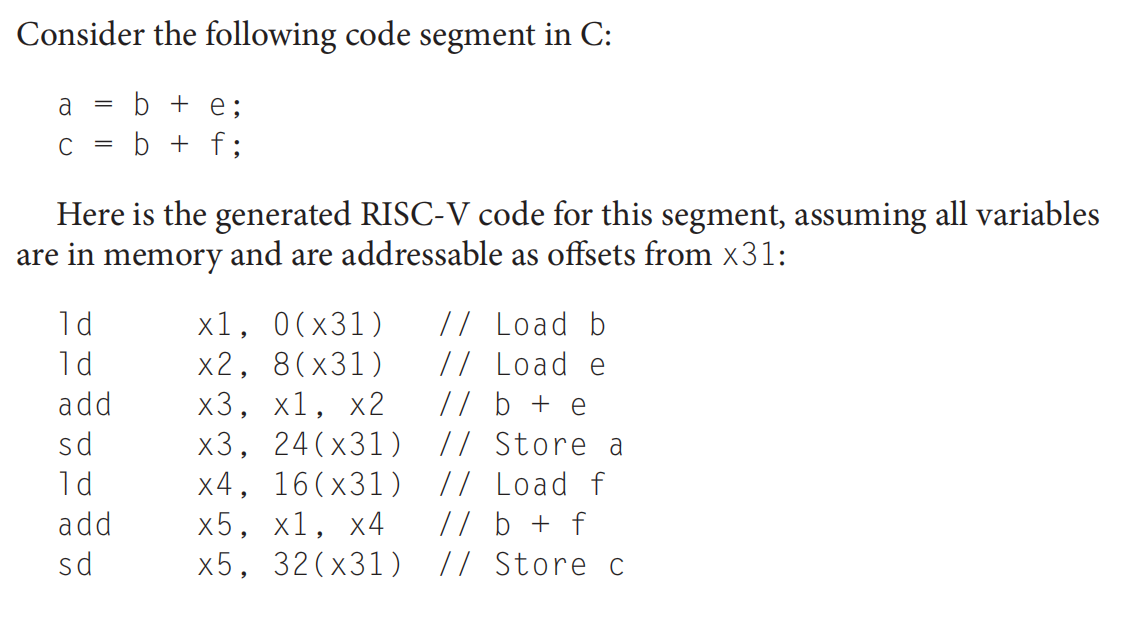 Consider the following code segment in C:
a = b + e;
c = b + f;
Here is the generated RISC-V code for this segment, assuming all variables
are in memory and are addressable as offsets from x31:
ld x1, 0(x31) // Load b
ld x2, 8(x31) // Load e
add x3, x1, x2 // b + e
sd x3, 24(x31) // Store a
ld x4, 16(x31) // Load f
add x5, x1, x4 // b + f
sd x5, 32(x31) // Store c